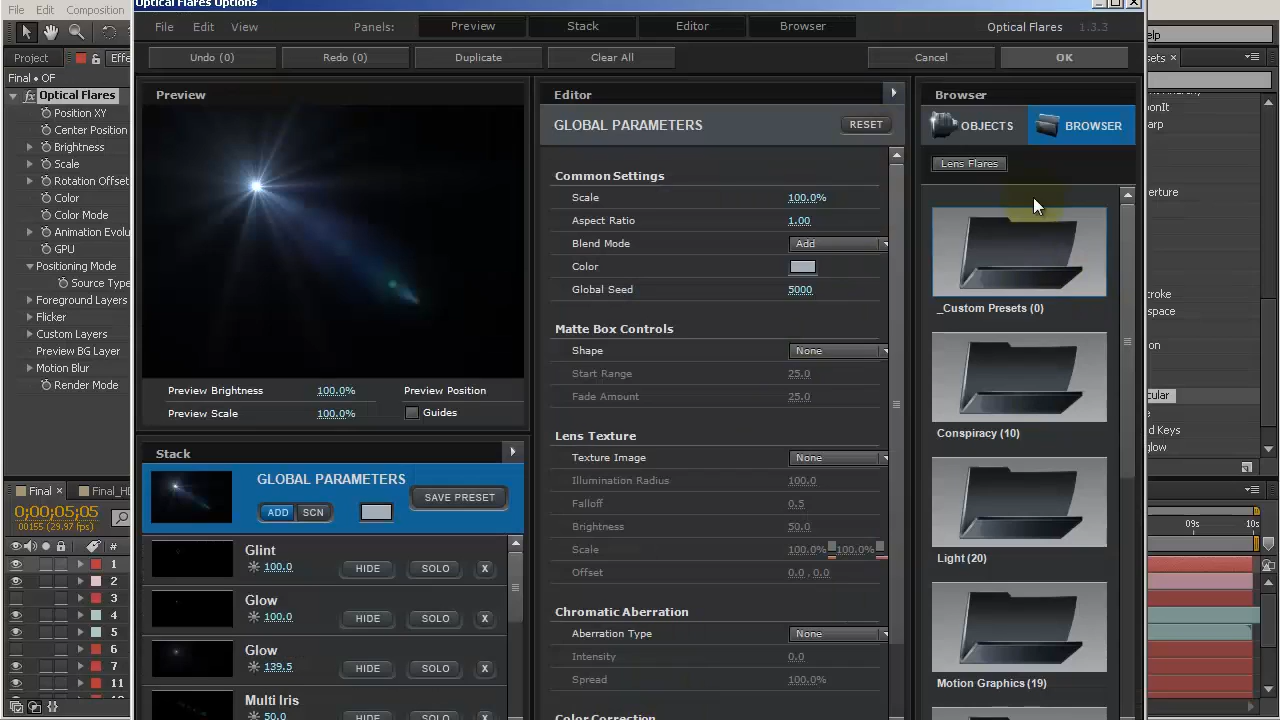 Optical Flares Options
File Edit Composition
File Edit View Panels: Preview Stack Editor Browser Optical Flares 1.3.3
Undo (0) Redo (0) Duplicate Clear All Cancel OK
Project
Final • OF
Optical Flares
Position XY
Center Position
Brightness
Scale
Rotation Offset
Color
Color Mode
Animation Evolu
GPU
Positioning Mode
Source Type
Foreground Layers
Flicker
Custom Layers
Preview BG Layer
Motion Blur
Render Mode
Preview
Preview Brightness 100.0% Preview Position
Preview Scale 100.0% Guides
Stack
GLOBAL PARAMETERS
ADD SCN SAVE PRESET
Glint
100.0 HIDE SOLO X
Glow
100.0 HIDE SOLO X
Glow
139.5 HIDE SOLO X
Multi Iris
50.0 HIDE SOLO X
Editor
GLOBAL PARAMETERS RESET
Common Settings
Scale 100.0%
Aspect Ratio 1.00
Blend Mode Add
Color
Global Seed 5000
Matte Box Controls
Shape None
Start Range 25.0
Fade Amount 25.0
Lens Texture
Texture Image None
Illumination Radius 100.0
Falloff 0.5
Brightness 50.0
Scale 100.0% 100.0%
Offset 0.0 , 0.0
Chromatic Aberration
Aberration Type None
Intensity 0.0
Spread 100.0%
Color Correction
Browser
OBJECTS BROWSER
Lens Flares
_Custom Presets (0)
Conspiracy (10)
Light (20)
Motion Graphics (19)
Final Final_HD
0;00;05;05
00155 (29.97 fps)
#
1
2
3
4
5
6
7
11
09s 10s